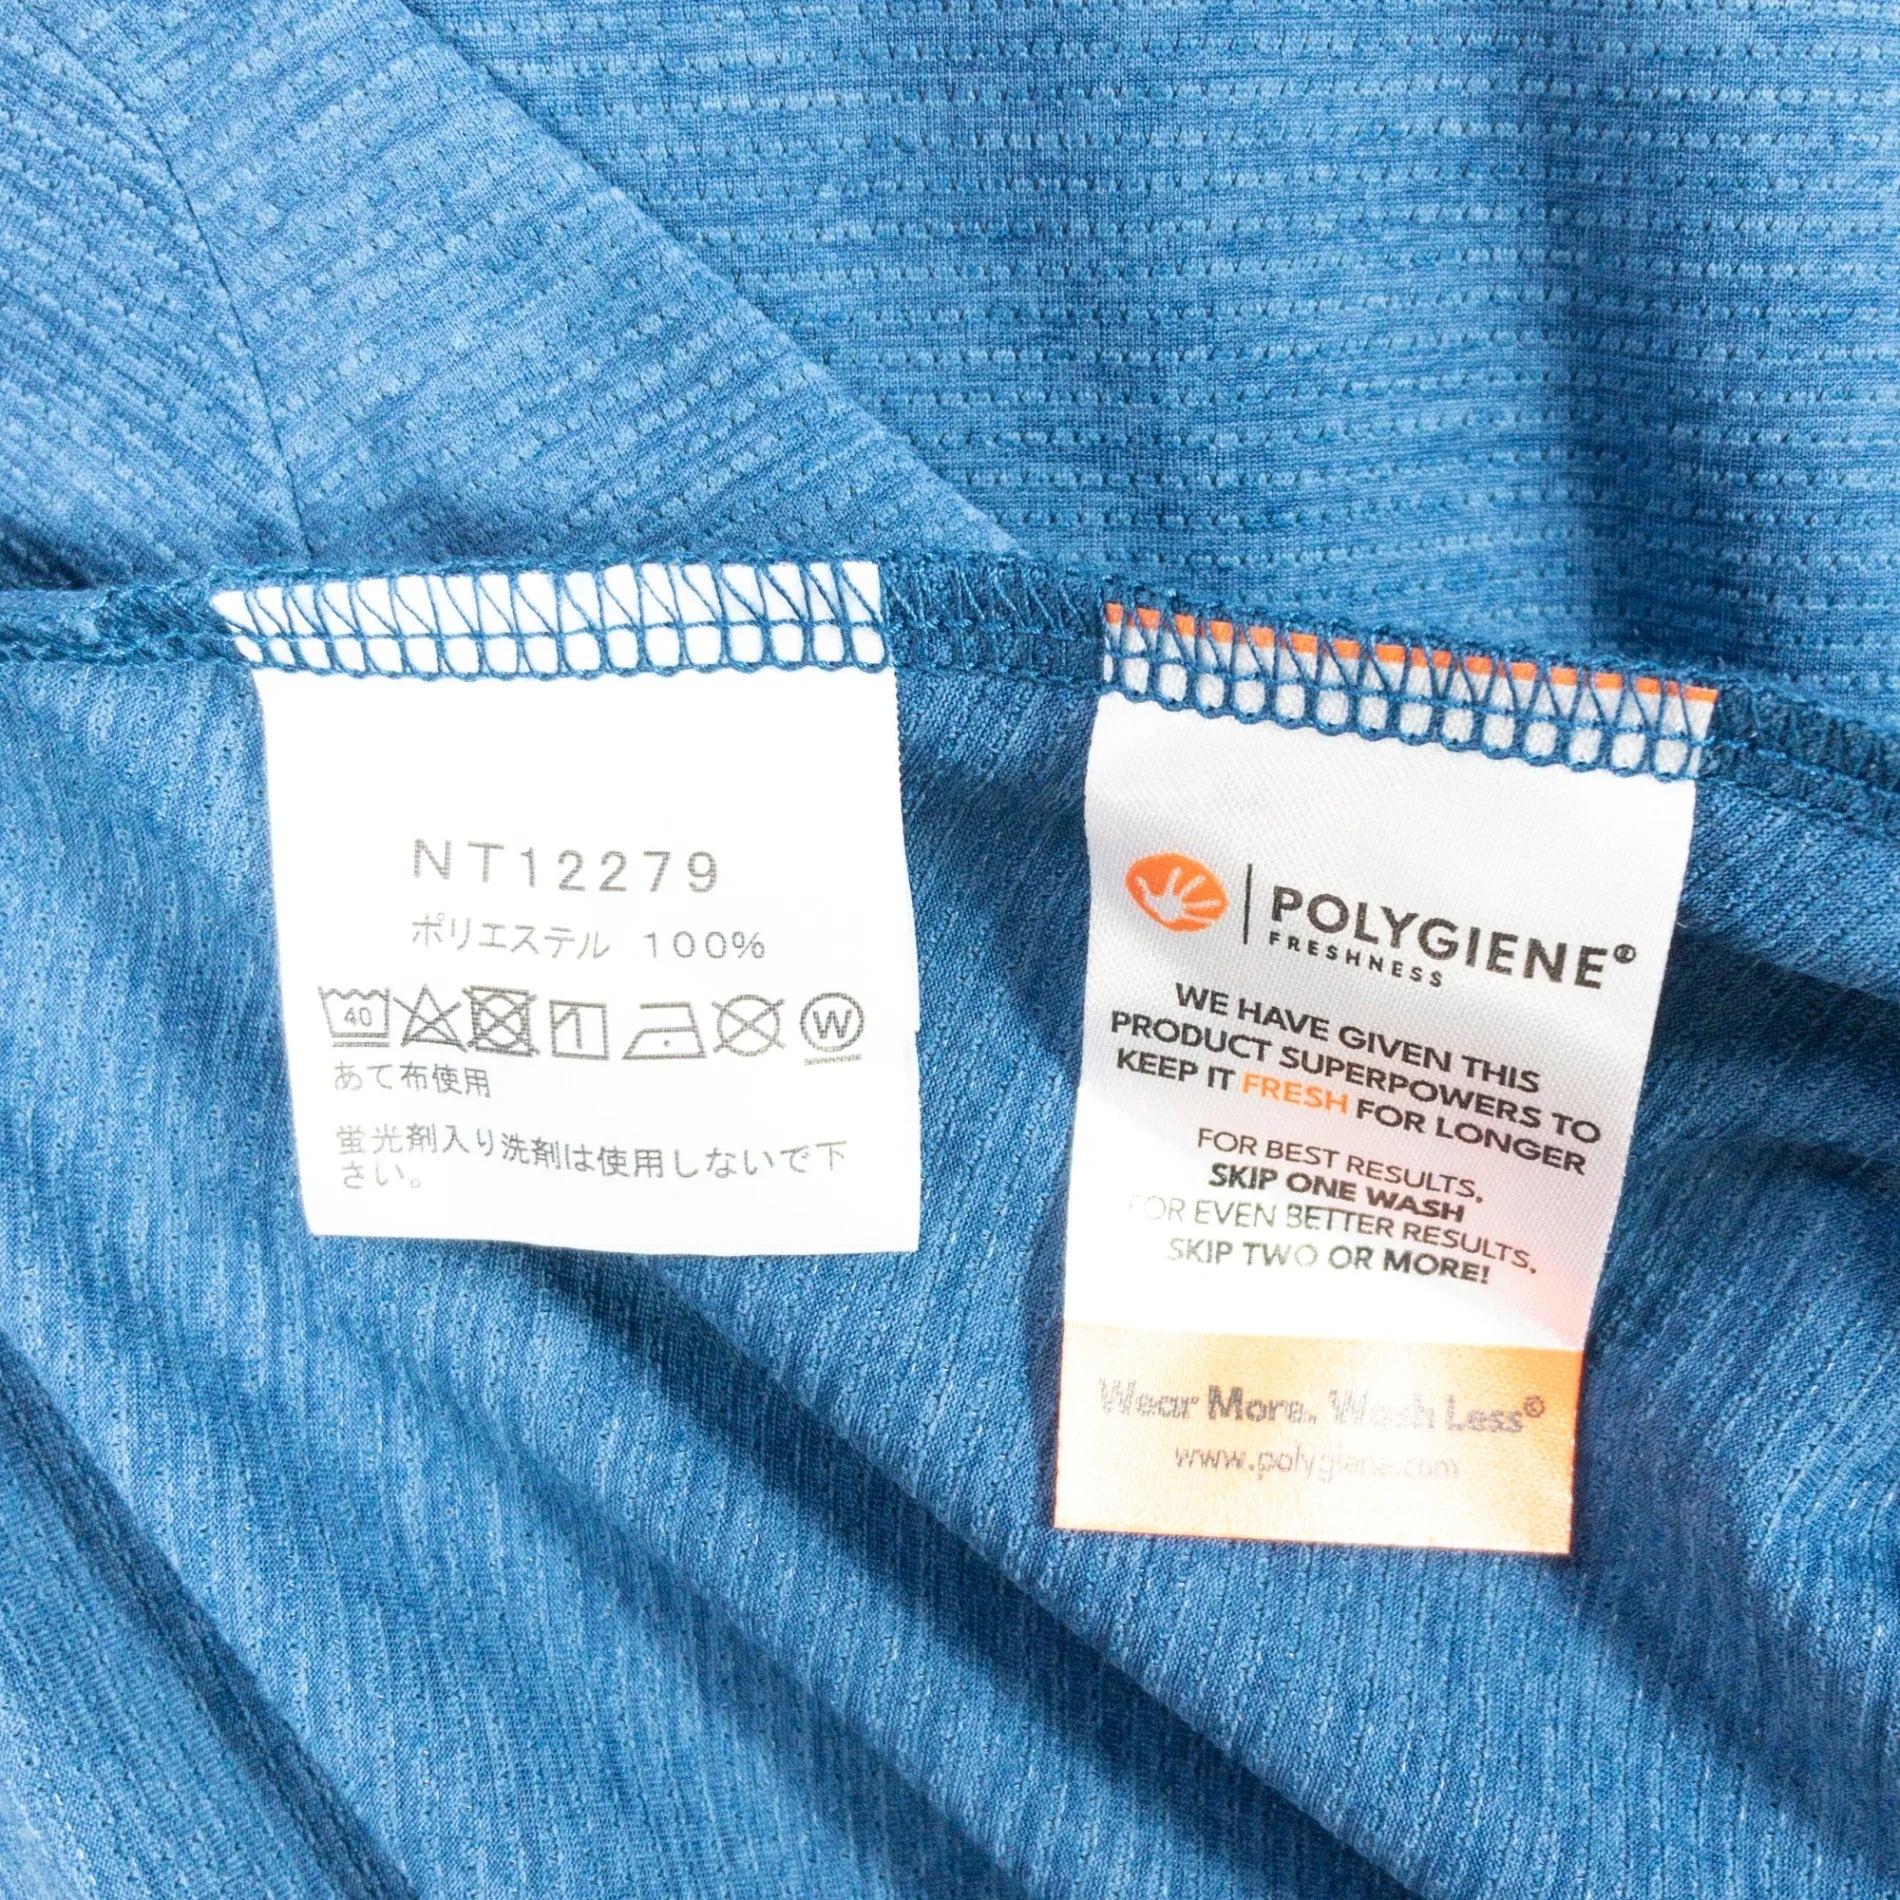 NT12279
ポリエステル 100%
40
W
あて布使用
蛍光剤入り洗剤は使用しないで下
さい。
POLYGIENE®
FRESHNESS
WE HAVE GIVEN THIS
PRODUCT SUPERPOWERS TO
KEEP IT FRESH FOR LONGER
FOR BEST RESULTS,
SKIP ONE WASH
FOR EVEN BETTER RESULTS,
SKIP TWO OR MORE!
Wear More. Wash Less©
www.polygiene.com